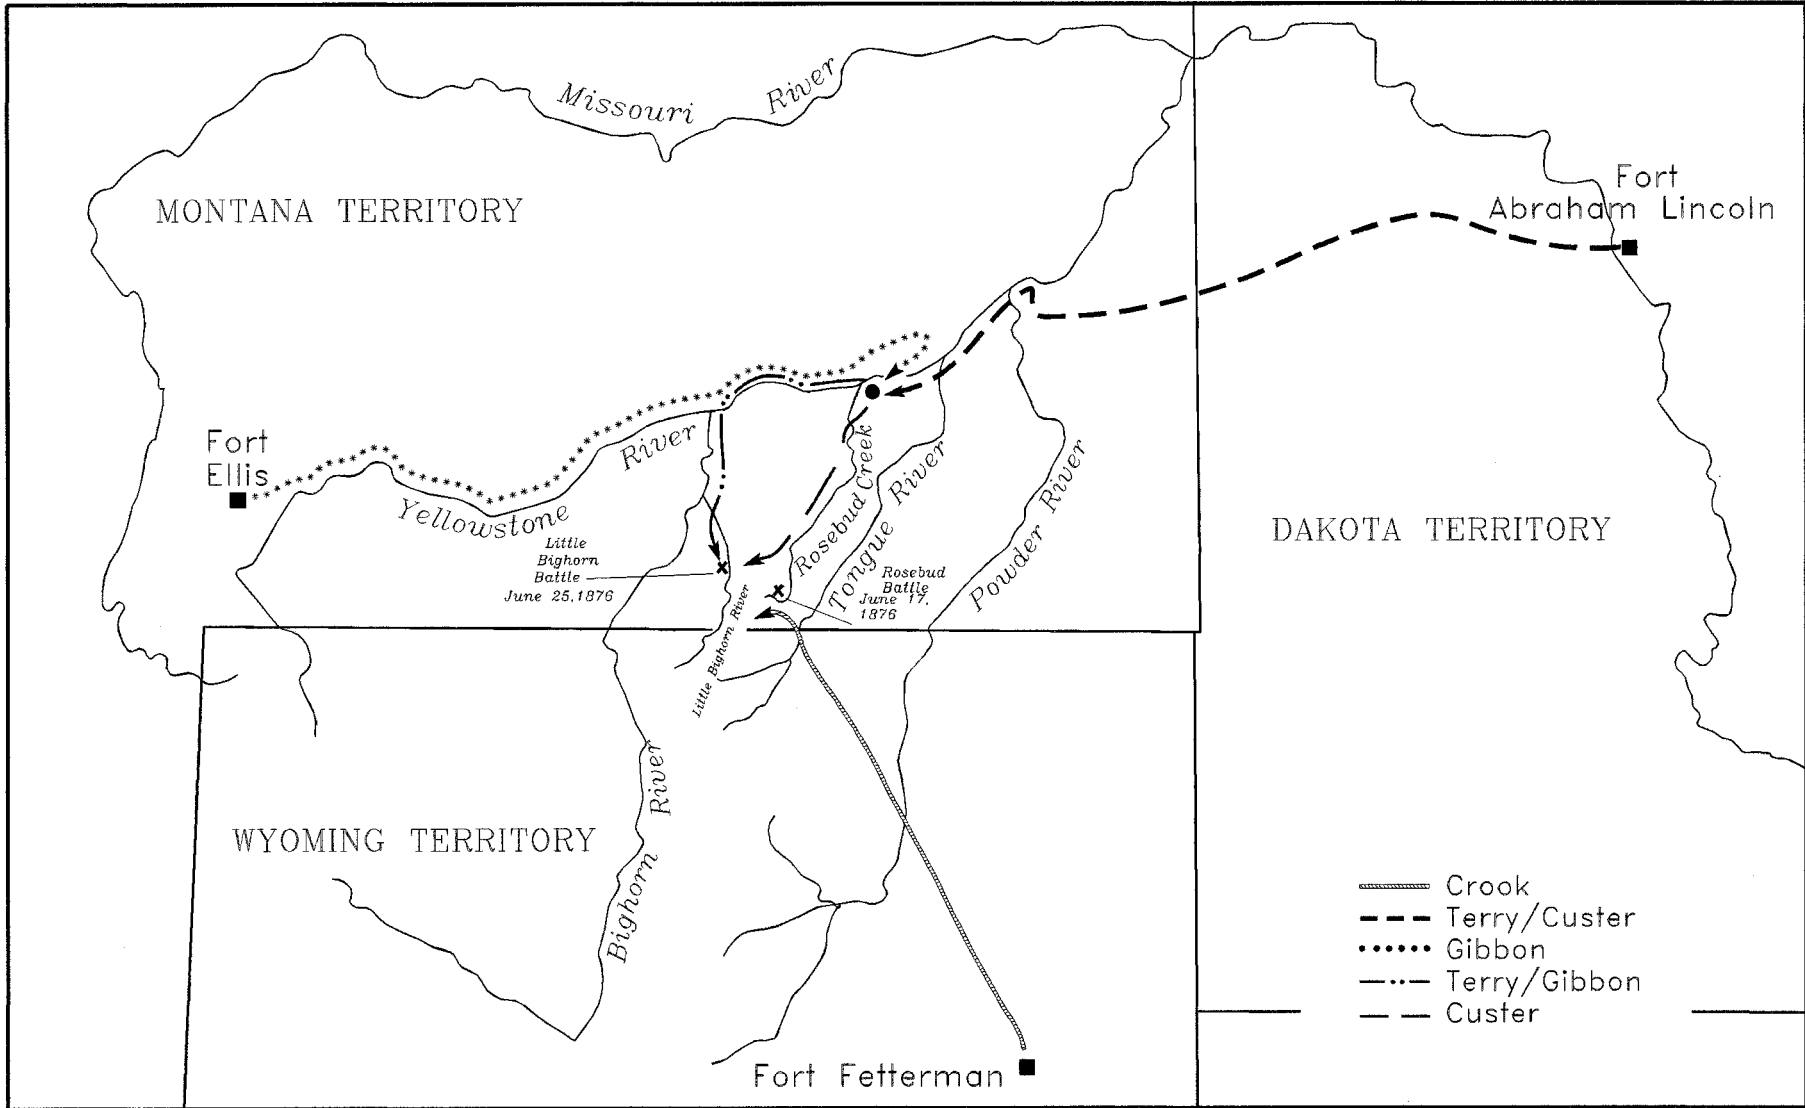 Missouri
River
MONTANA TERRITORY
Fort
Abraham Lincoln
Fort
Ellis
Yellowstone
River
Rosebud Creek
Tongue River
Powder River
DAKOTA TERRITORY
Little
Bighorn
Battle
June 25,1876
Rosebud
Battle
June 17,
1876
Little Bighorn River
WYOMING TERRITORY
Bighorn River
Crook
Terry/Custer
Gibbon
Terry/Gibbon
Custer
Fort Fetterman